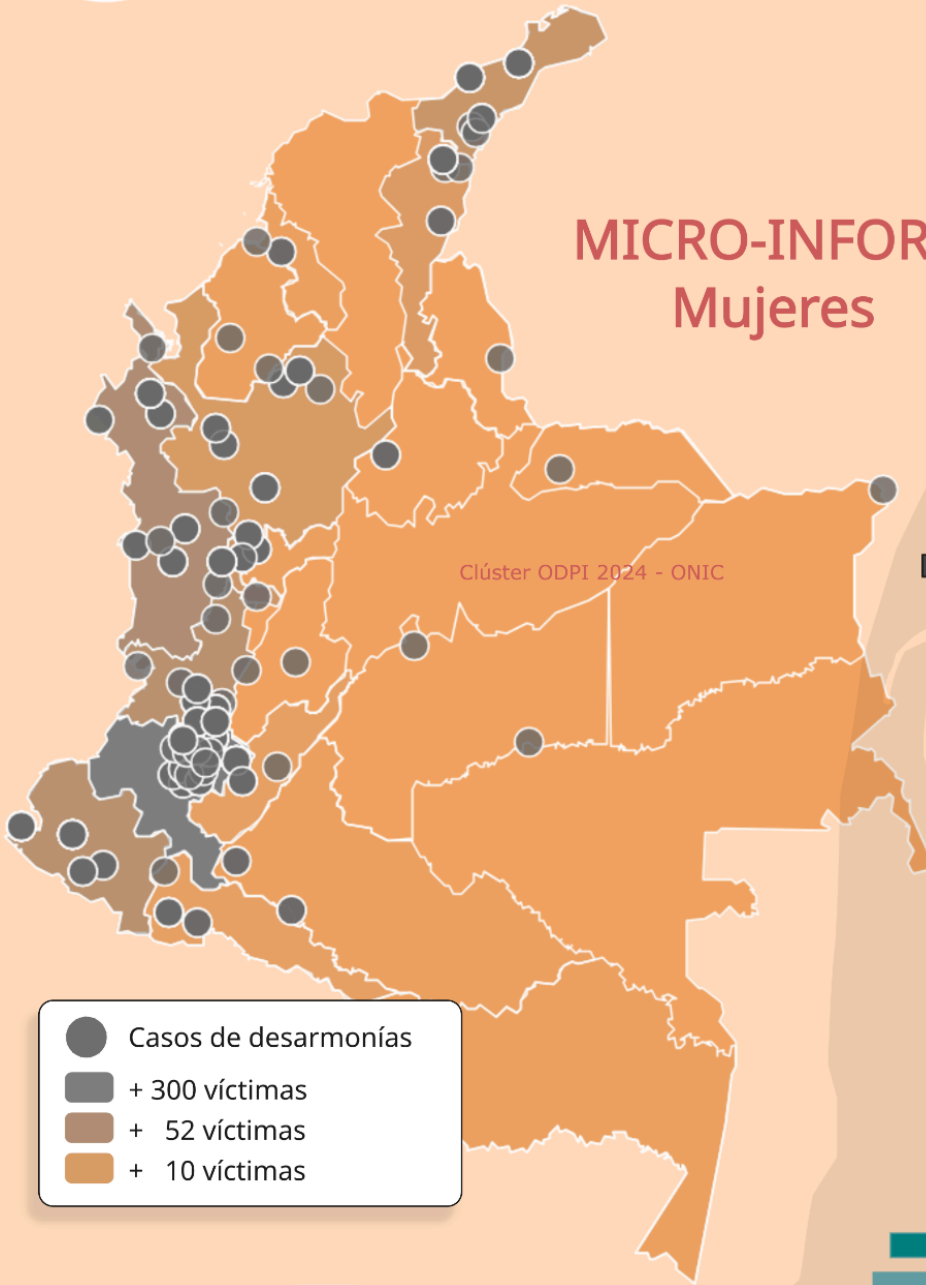 MICRO-INFOR
Mujeres
Clúster ODPI 2024 - ONIC
Casos de desarmonías
+ 300 víctimas
+ 52 víctimas
+ 10 víctimas